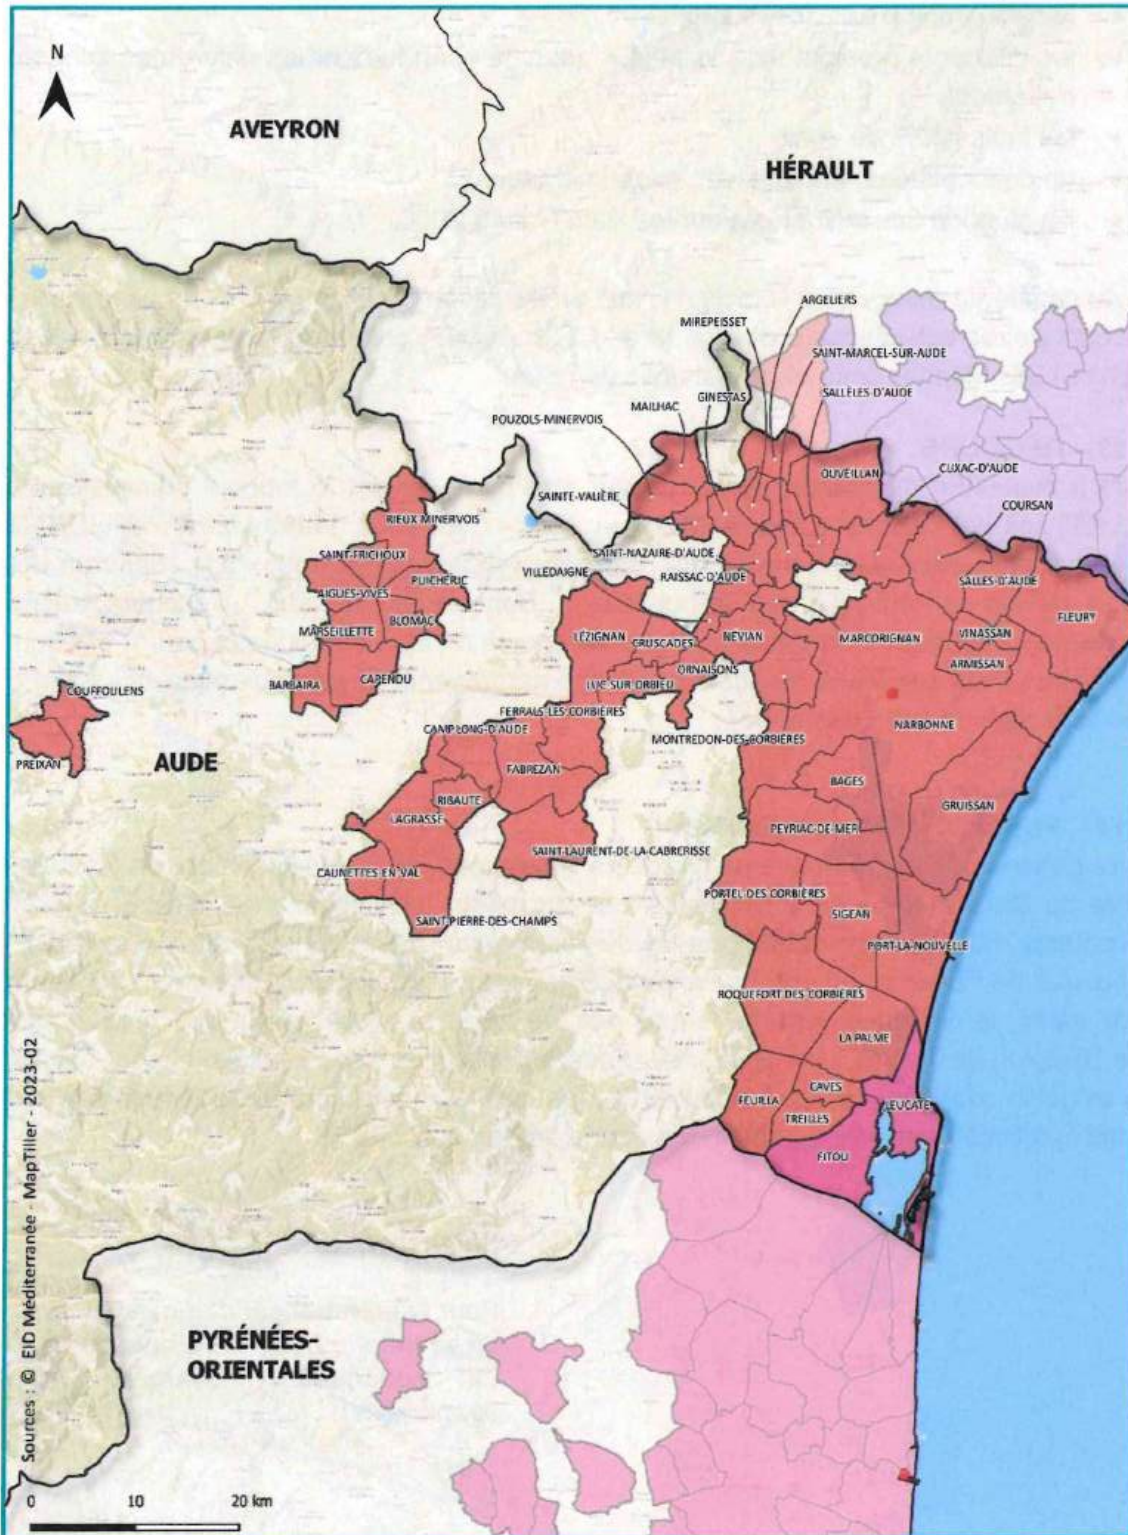 N
AVEYRON
HÉRAULT
ARGELIERS
MIREPEISSET
SAINT-MARCEL-SUR-AUDE
GINESTAS
SALLÈLES-D'AUDE
MAILHAC
POUZOLS-MINERVOIS
OUVEILLAN
CUXAC-D'AUDE
SAINTE-VALIÈRE
COURSAN
RIEUX-MINERVOIS
SAINT-FRICHOUX
SAINT-NAZAIRE-D'AUDE
VILLEDAIGNE
RAISSAC-D'AUDE
PUICHÉRIC
SALLES-D'AUDE
AIGUES-VIVES
BLOMAC
FLEURY
MARSEILLETTE
LÉZIGNAN
CRUSCADES
NÉVIAN
MARCORIGNAN
VINASSAN
ARMISSAN
ORNAISONS
BARBAIRA
CAPENDU
LUC-SUR-ORBIEU
COUFFOULENS
FERRALS-LES-CORBIÈRES
NARBONNE
CAMPLONG-D'AUDE
MONTREDON-DES-CORBIÈRES
PREIXAN
AUDE
FABREZAN
BAGES
RIBAUTE
GRUISSAN
LAGRASSE
PEYRIAC-DE-MER
SAINT-LAURENT-DE-LA-CABRERISSE
CAUNETTES-EN-VAL
PORTEL-DES-CORBIÈRES
SIGEAN
SAINT-PIERRE-DES-CHAMPS
PORT-LA-NOUVELLE
ROQUEFORT-DES-CORBIÈRES
LA PALME
CAVES
FEUILLA
LEUCATE
TREILLES
FITOU
PYRÉNÉES-
ORIENTALES
Sources : © EID Méditerranée - MapTiller - 2023-02
0 10 20 km